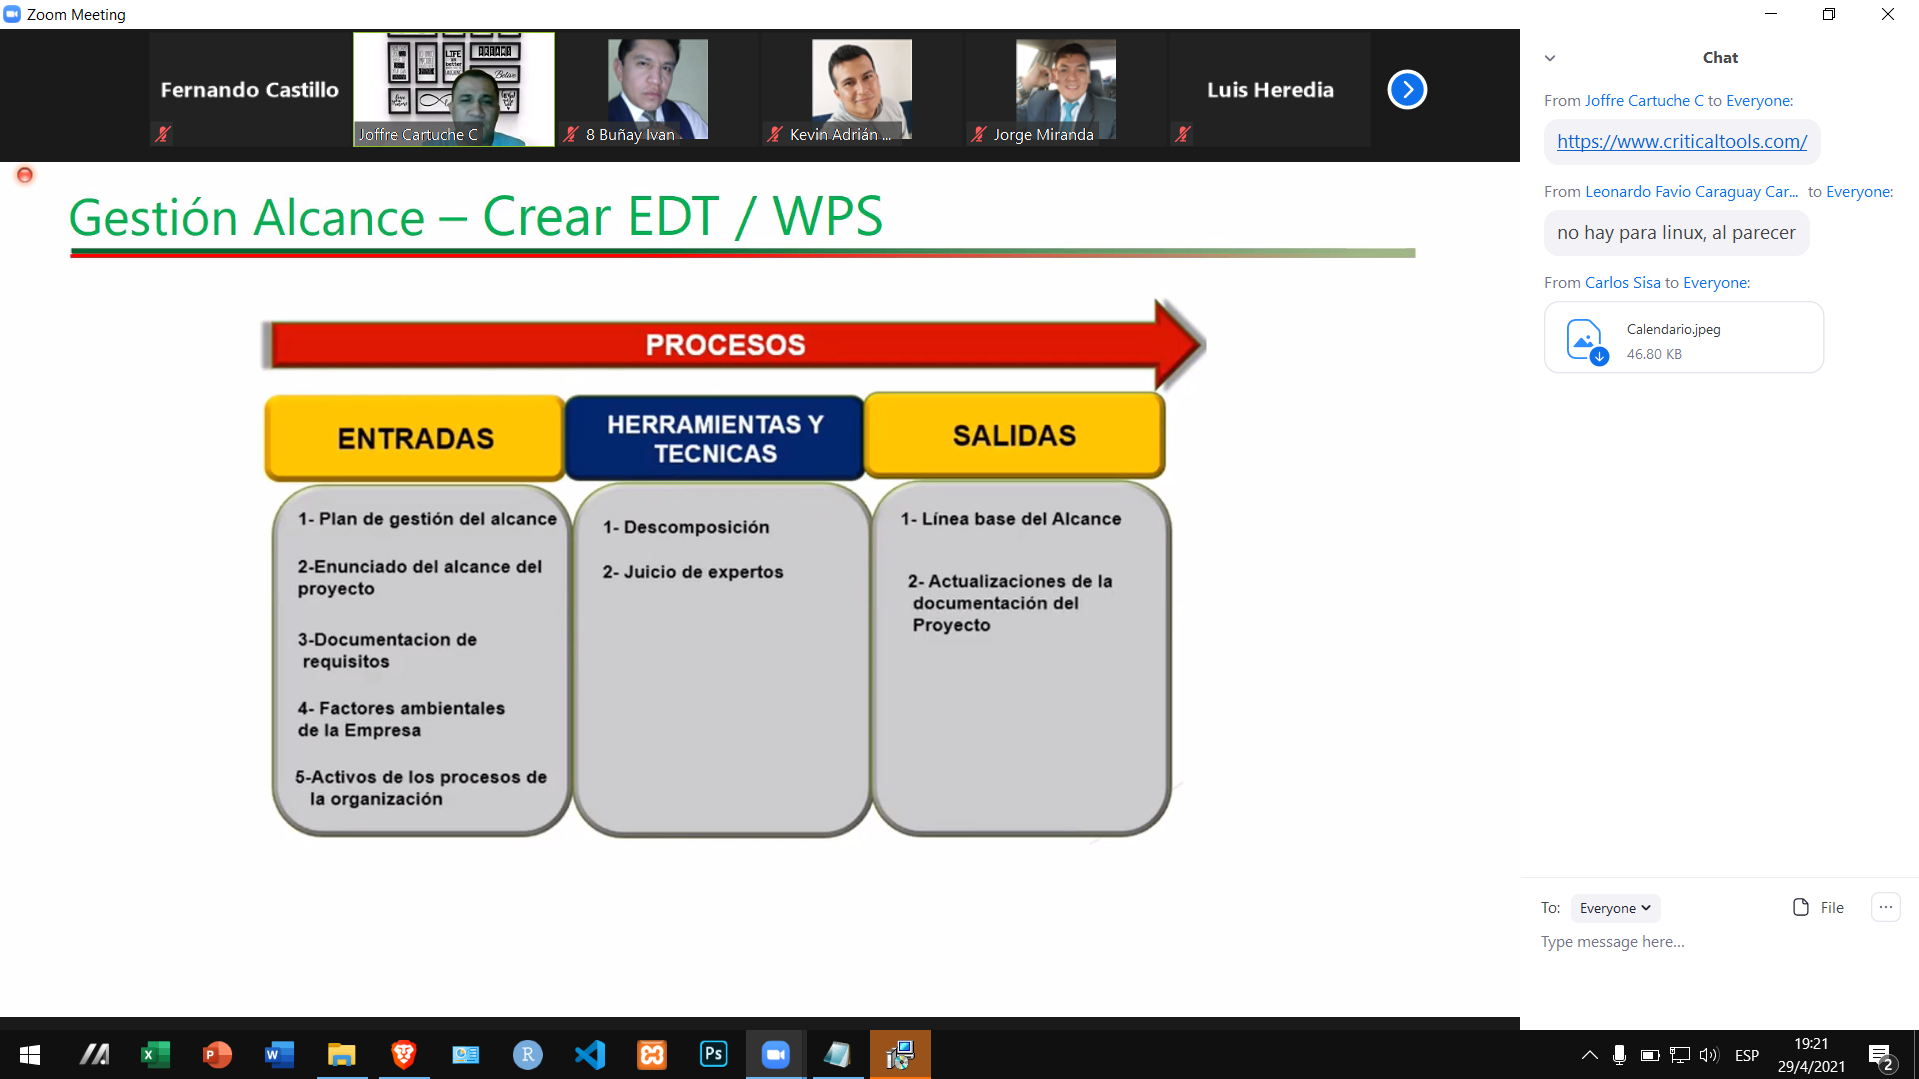 Zoom Meeting
Fernando Castillo
Joffre Cartuche C
8 Buñay Ivan
Kevin Adrián ...
Jorge Miranda
Luis Heredia
Gestión Alcance – Crear EDT / WPS
PROCESOS
ENTRADAS
HERRAMIENTAS Y
TECNICAS
SALIDAS
1- Plan de gestión del alcance
2-Enunciado del alcance del
proyecto
3-Documentacion de
requisitos
4- Factores ambientales
de la Empresa
5-Activos de los procesos de
la organización
1- Descomposición
2- Juicio de expertos
1- Línea base del Alcance
2- Actualizaciones de la
documentación del
Proyecto
Chat
From Joffre Cartuche C to Everyone:
https://www.criticaltools.com/
From Leonardo Favio Caraguay Car... to Everyone:
no hay para linux, al parecer
From Carlos Sisa to Everyone:
Calendario.jpeg
46.80 KB
To: Everyone
File
Type message here...
ESP
19:21
29/4/2021
2